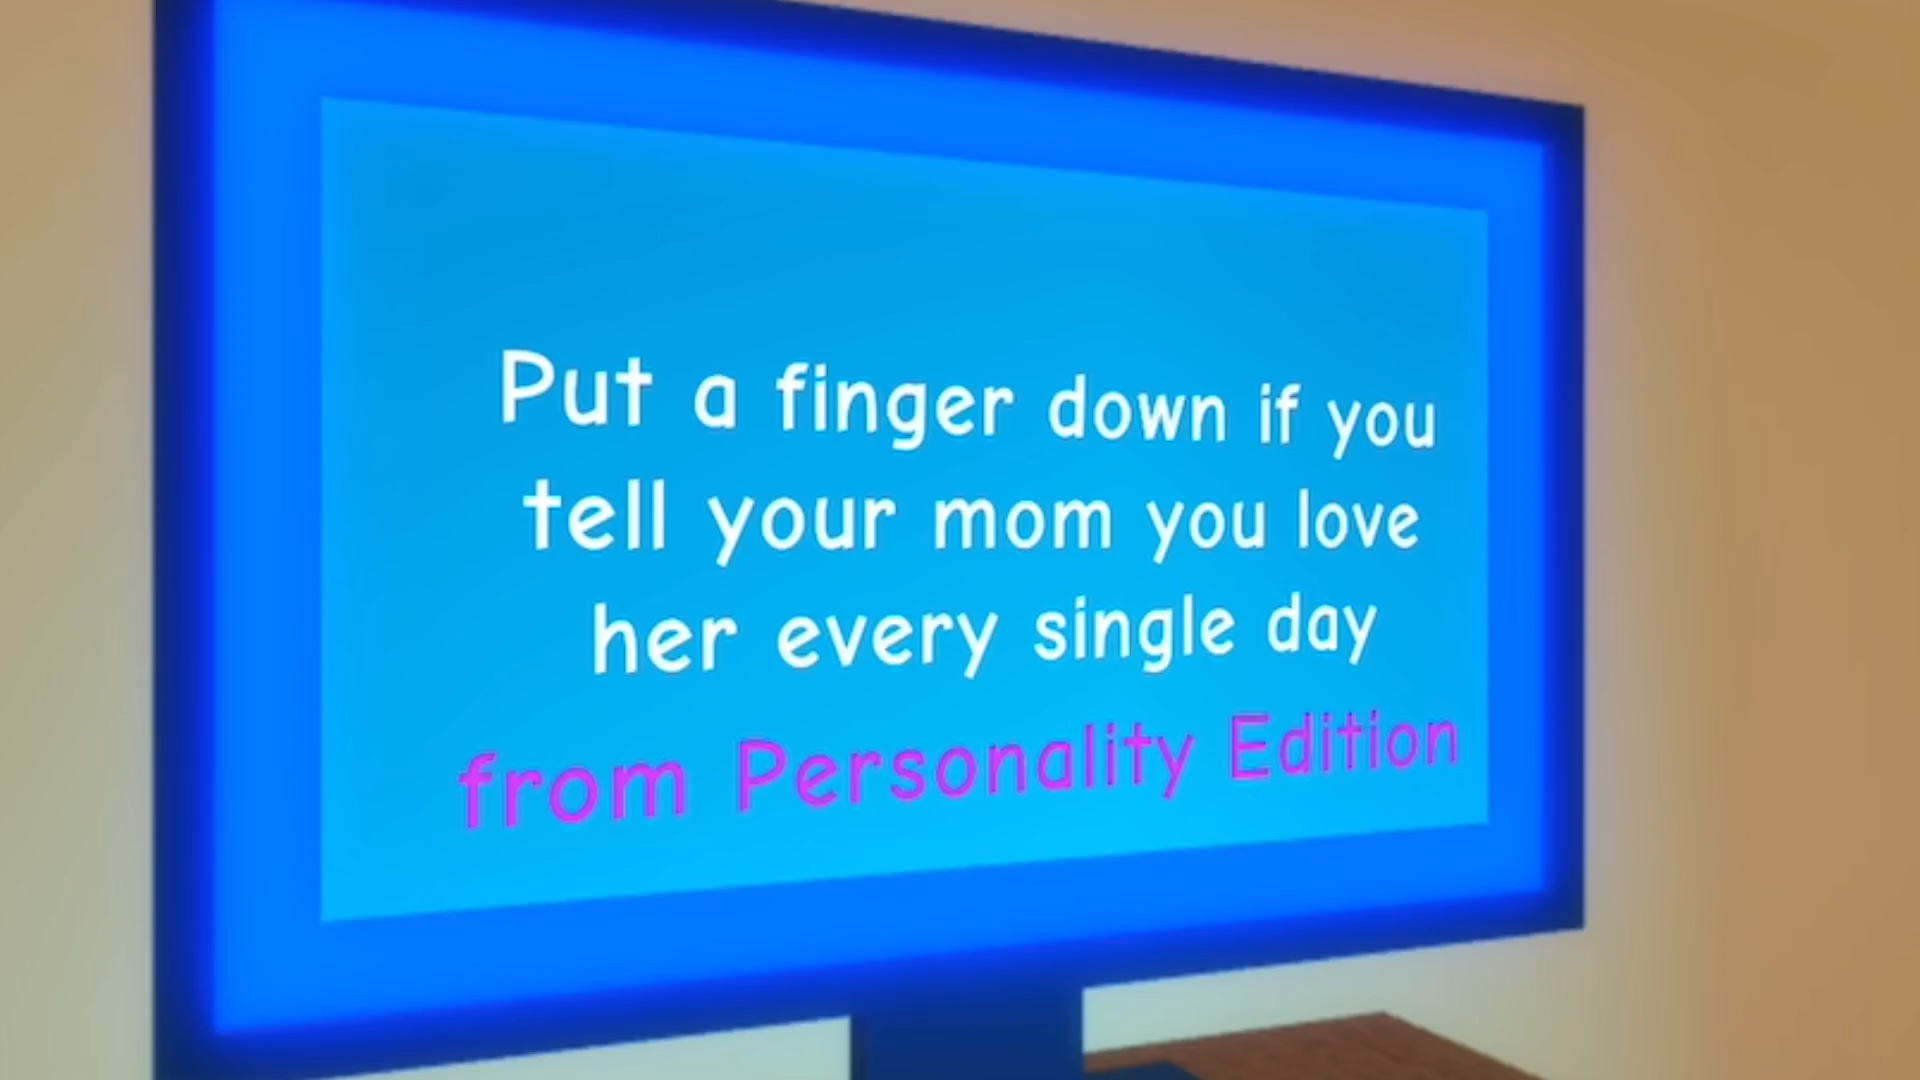 Put a finger down if you
tell your mom you love
her every single day
from Personality Edition